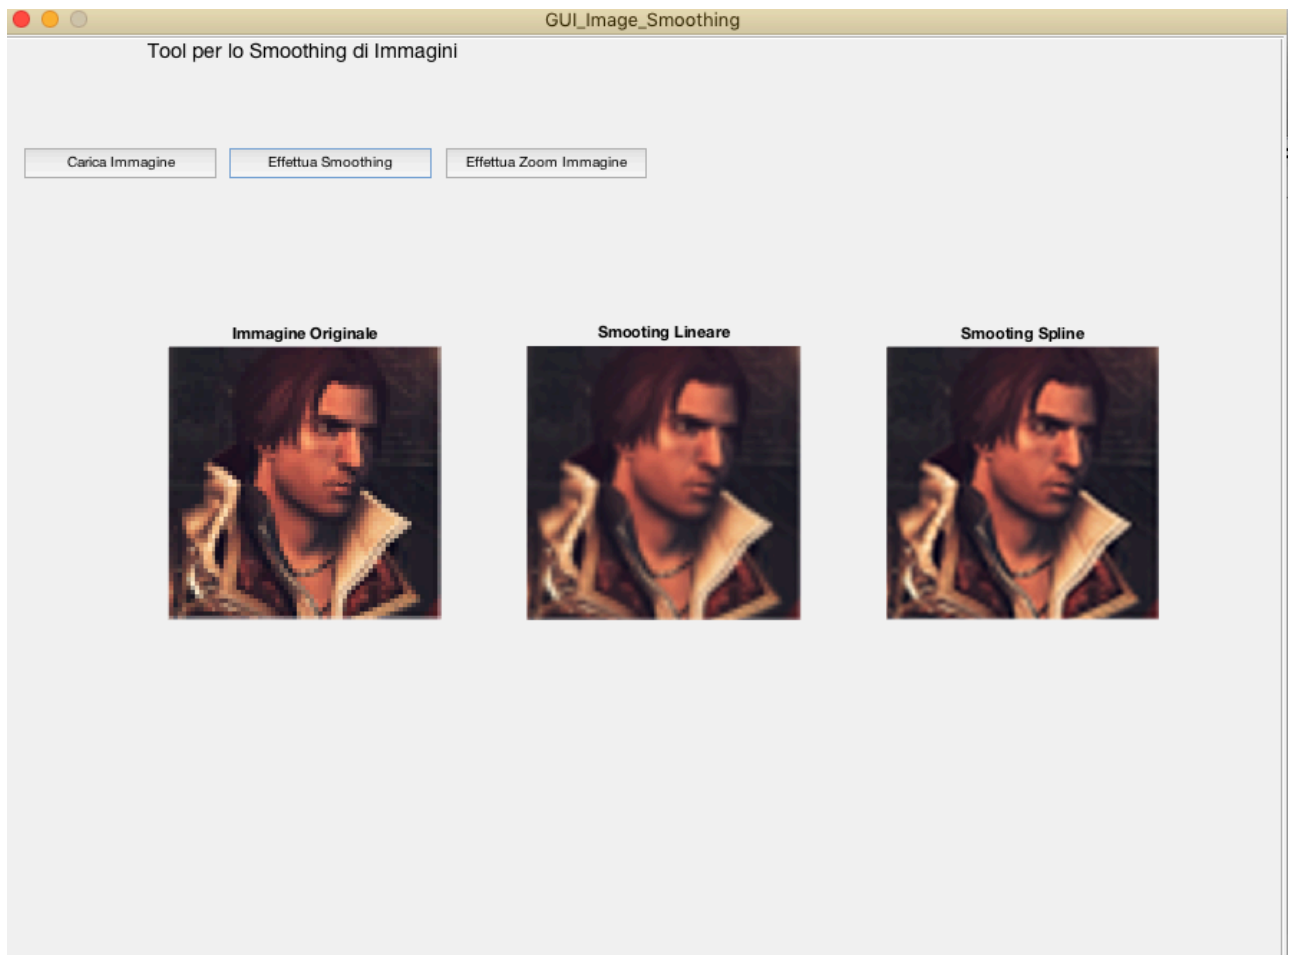 GUI_Image_Smoothing
Tool per lo Smoothing di Immagini
Carica Immagine
Effettua Smoothing
Effettua Zoom Immagine
Immagine Originale
Smooting Lineare
Smooting Spline